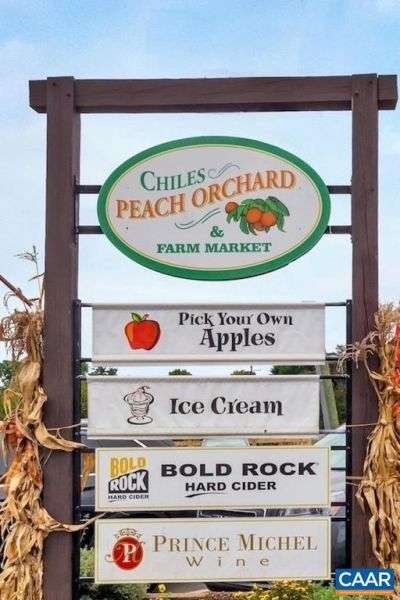 CHILES
PEACH ORCHARD
&
FARM MARKET
Pick Your Own
Apples
Ice Cream
BOLD
ROCK
HARD CIDER
BOLD ROCK
HARD CIDER
PRINCE MICHEL
Wine
CAAR